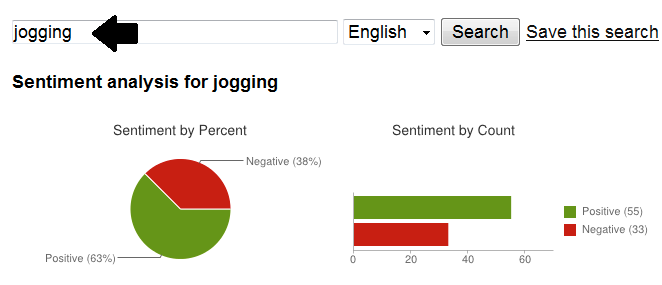 jogging English Search Save this search
Sentiment analysis for jogging
Sentiment by Percent
Negative (38%)
Positive (63%)
Sentiment by Count
Positive (55)
Negative (33)
0 20 40 60